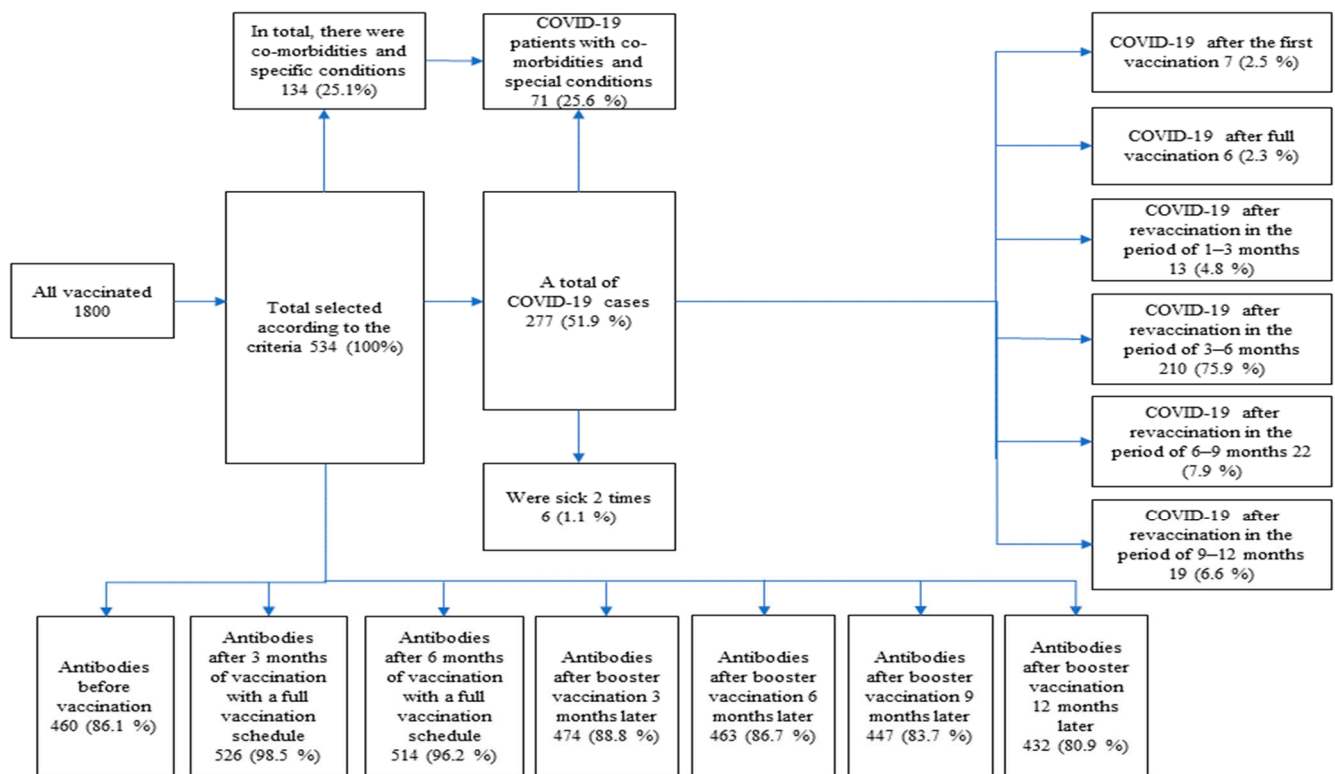 In total, there were
co-morbidities and
specific conditions
134 (25.1%)
COVID-19
patients with co-
morbidities and
special conditions
71 (25.6 %)
COVID-19 after the first
vaccination 7 (2.5 %)
COVID-19 after full
vaccination 6 (2.3 %)
COVID-19 after
revaccination in the
period of 1–3 months
13 (4.8 %)
All vaccinated
1800
Total selected
according to the
criteria 534 (100%)
A total of
COVID-19 cases
277 (51.9 %)
COVID-19 after
revaccination in the
period of 3–6 months
210 (75.9 %)
COVID-19 after
revaccination in the
period of 6–9 months 22
(7.9 %)
Were sick 2 times
6 (1.1 %)
COVID-19 after
revaccination in the
period of 9–12 months
19 (6.6 %)
Antibodies
before
vaccination
460 (86.1 %)
Antibodies
after 3 months
of vaccination
with a full
vaccination
schedule
526 (98.5 %)
Antibodies
after 6 months
of vaccination
with a full
vaccination
schedule
514 (96.2 %)
Antibodies
after booster
vaccination 3
months later
474 (88.8 %)
Antibodies
after booster
vaccination 6
months later
463 (86.7 %)
Antibodies
after booster
vaccination 9
months later
447 (83.7 %)
Antibodies
after booster
vaccination
12 months
later
432 (80.9 %)